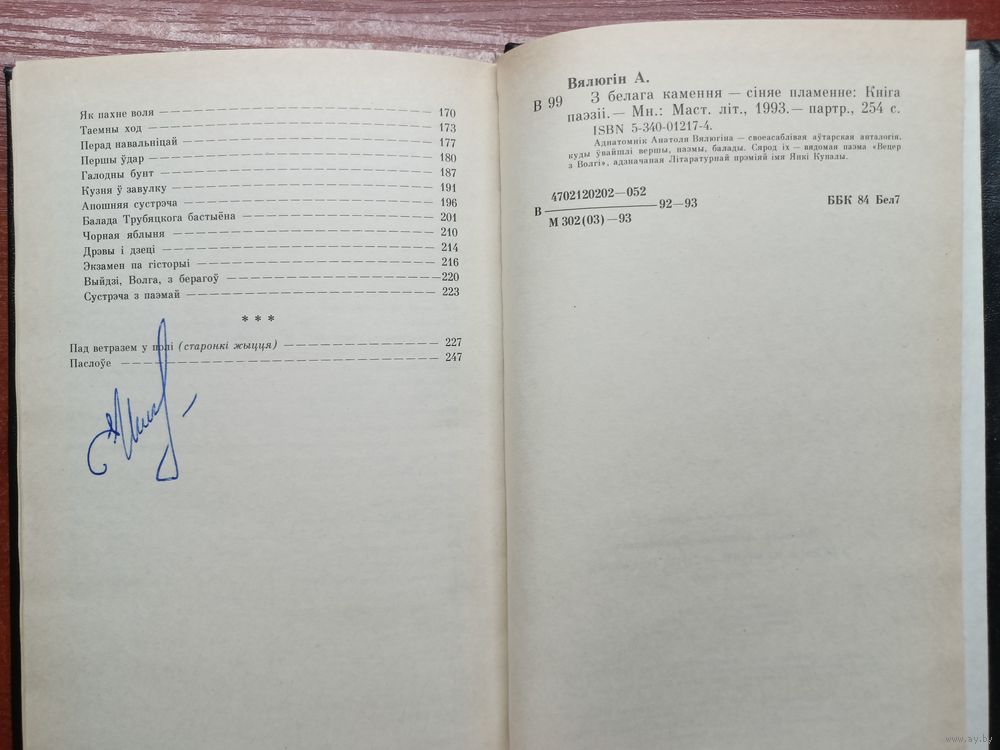 Як пахне воля — 170
Таемны ход — 173
Перад навальніцай — 177
Першы ўдар — 180
Галодны бунт — 187
Кузня ў завулку — 191
Апошняя сустрэча — 196
Балада Трубяцкога бастыёна — 201
Чорная яблыня — 210
Дрэвы і дзеці — 214
Экзамен па гісторыі — 216
Выйдзі, Волга, з берагоў — 220
Сустрэча з паэмай — 223
* * *
Пад ветразем у полі (старонкі жыцця) — 227
Паслоўе — 247
Вялюгін А.
В 99
З белага камення — сіняе пламенне: Кніга
паэзіі.— Мн.: Маст. літ., 1993.— партр., 254 с.
ISBN 5-340-01217-4.
Аднатомнік Анатоля Вялюгіна — своеасаблівая аўтарская анталогія,
куды ўвайшлі вершы, паэмы, балады. Сярод іх — вядомая паэма «Вецер
з Волгі», адзначаная Літаратурнай прэміяй імя Янкі Купалы.
В 4702120202—052
М 302(03)—93
92—93
ББК 84 Бел7
www.ay.by